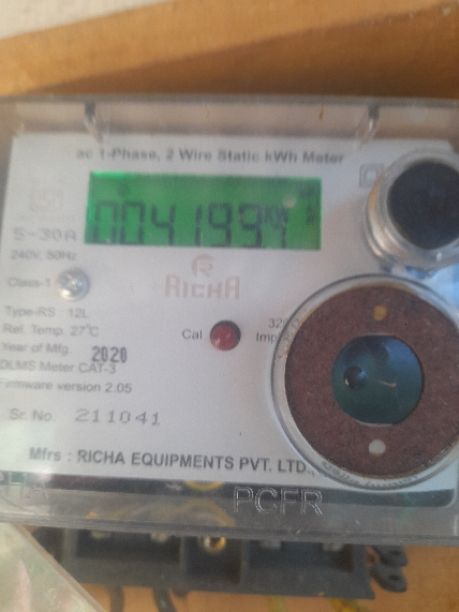 ac 1-Phase, 2 Wire Static kWh Meter
5-30A
240V, 50Hz
Class-1
RICHA
Type-RS 12L
Ref. Temp. 27°C
Cal
Year of Mfg. 2020
DLMS Meter CAT-3
Firmware version 2.05
Sr. No. 211041
Mfrs : RICHA EQUIPMENTS PVT. LTD.